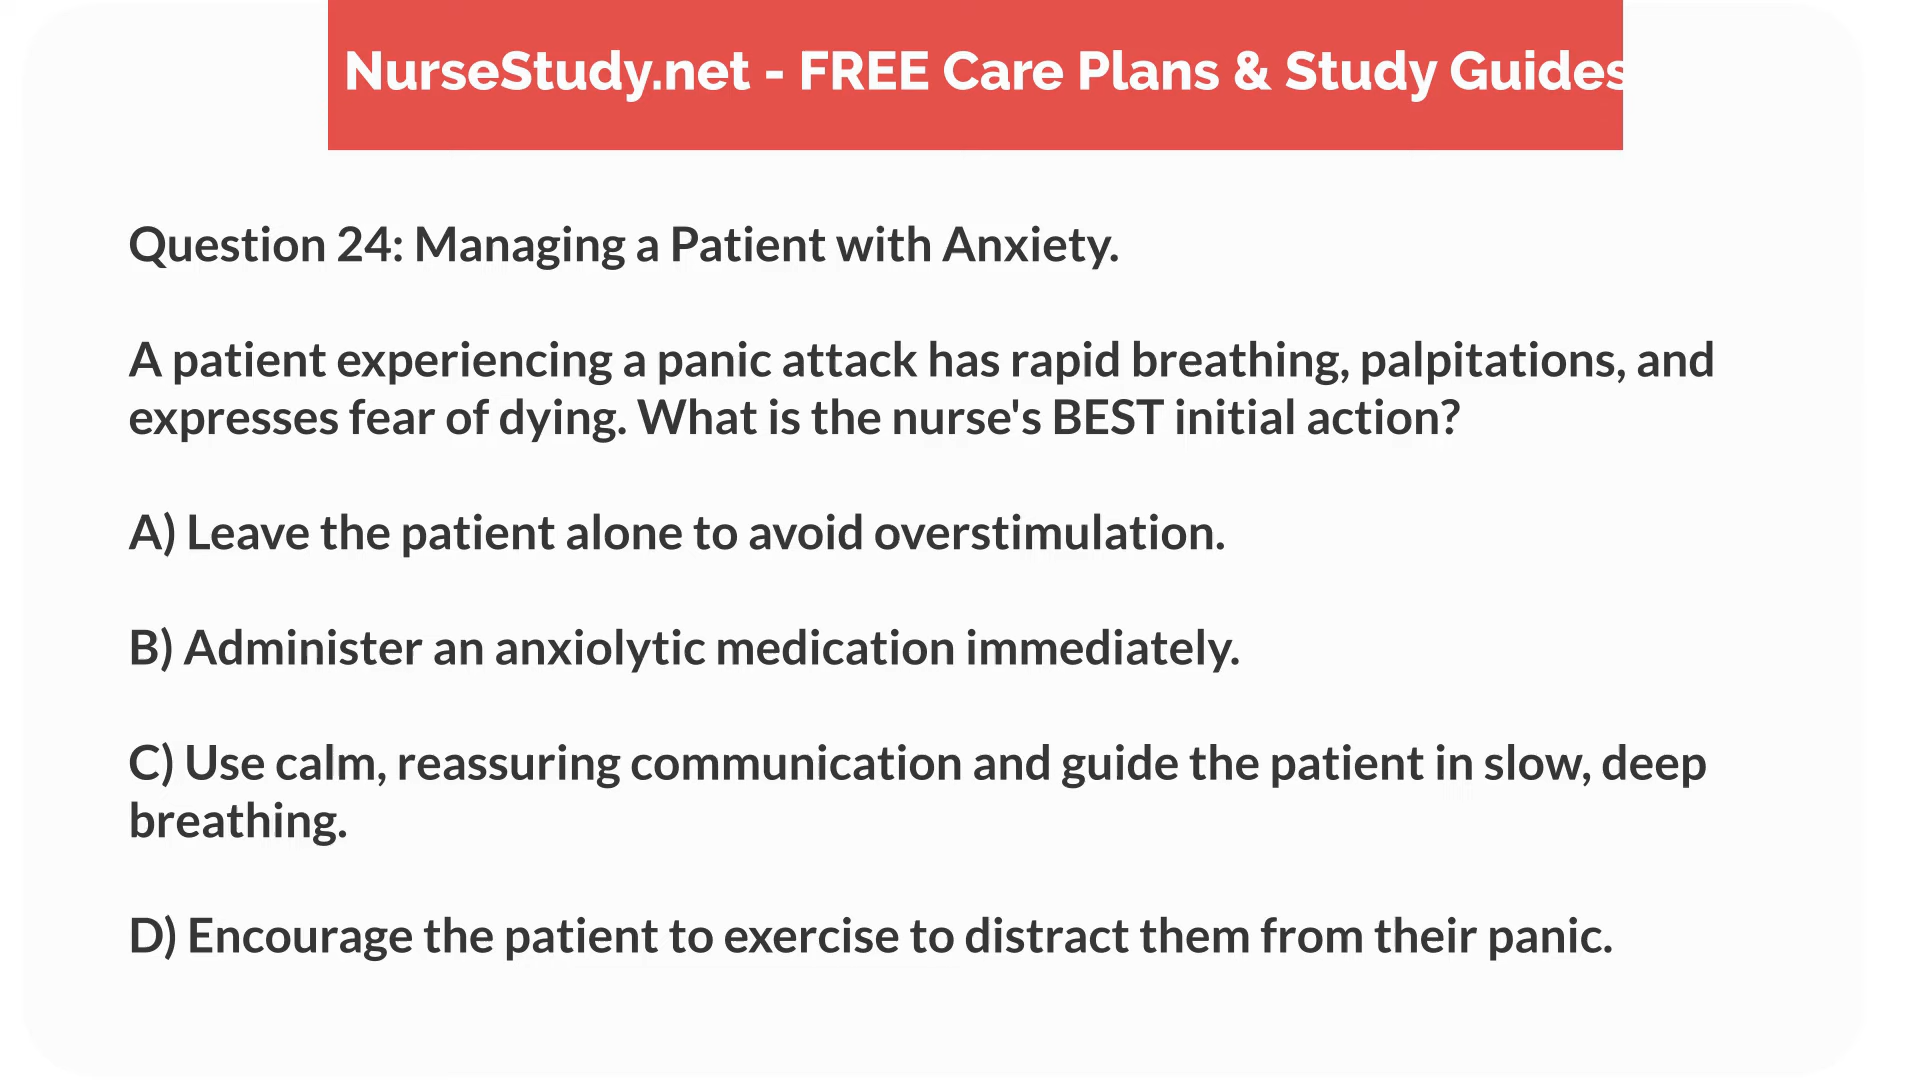 NurseStudy.net - FREE Care Plans & Study Guides
Question 24: Managing a Patient with Anxiety.
A patient experiencing a panic attack has rapid breathing, palpitations, and
expresses fear of dying. What is the nurse's BEST initial action?
A) Leave the patient alone to avoid overstimulation.
B) Administer an anxiolytic medication immediately.
C) Use calm, reassuring communication and guide the patient in slow, deep
breathing.
D) Encourage the patient to exercise to distract them from their panic.